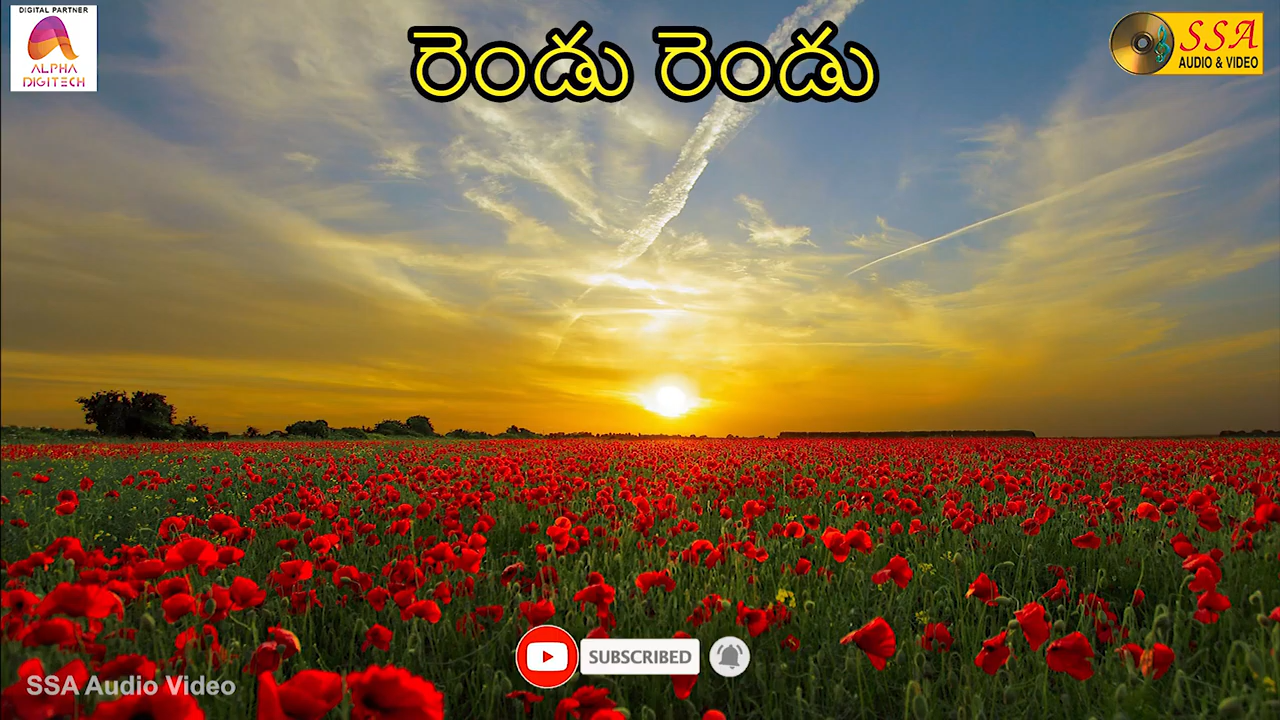 DIGITAL PARTNER
ALPHA
DIGITECH
రెండు రెండు
SSA
AUDIO & VIDEO
SUBSCRIBED
SSA Audio Video